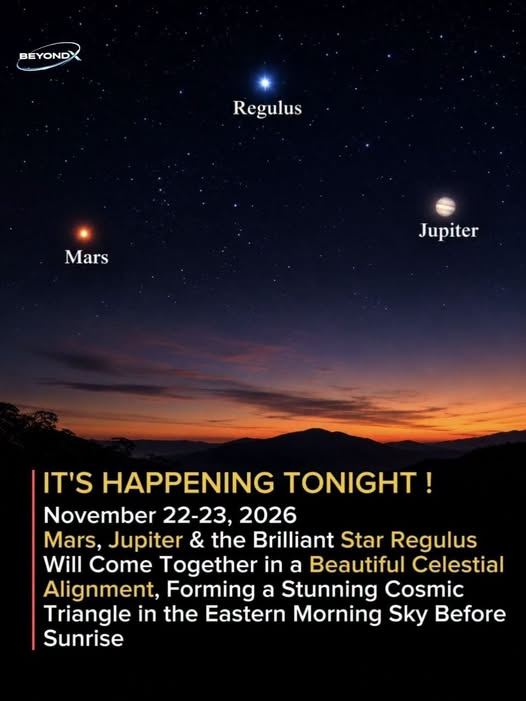 BEYONDX
Regulus
Jupiter
Mars
IT'S HAPPENING TONIGHT !
November 22-23, 2026
Mars, Jupiter & the Brilliant Star Regulus
Will Come Together in a Beautiful Celestial
Alignment, Forming a Stunning Cosmic
Triangle in the Eastern Morning Sky Before
Sunrise